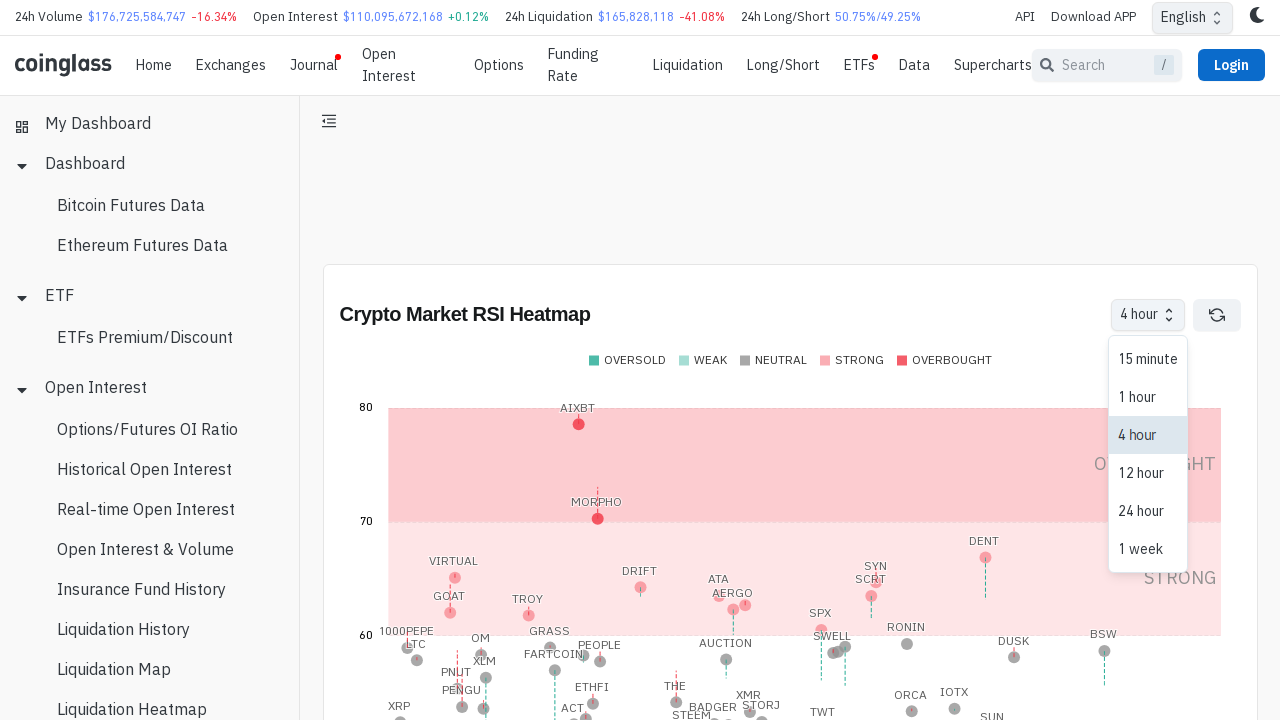 24h Volume $176,725,584,747 -16.34% Open Interest $110,095,672,168 +0.12% 24h Liquidation $165,828,118 -41.08% 24h Long/Short 50.75%/49.25% API Download APP English
coinglass Home Exchanges Journal Open Interest Options Funding Rate Liquidation Long/Short ETFs Data Supercharts Search / Login
My Dashboard
Dashboard
Bitcoin Futures Data
Ethereum Futures Data
ETF
ETFs Premium/Discount
Open Interest
Options/Futures OI Ratio
Historical Open Interest
Real-time Open Interest
Open Interest & Volume
Insurance Fund History
Liquidation History
Liquidation Map
Liquidation Heatmap
Crypto Market RSI Heatmap 4 hour
15 minute
1 hour
4 hour
12 hour
24 hour
1 week
OVERSOLD WEAK NEUTRAL STRONG OVERBOUGHT
80
AIXBT
MORPHO
70
DENT
VIRTUAL
SYN
DRIFT
ATA
SCRT
STRONG
GOAT
TROY
AERGO
SPX
60
1000PEPE
GRASS
RONIN
SWELL
BSW
LTC
OM
PEOPLE
AUCTION
DUSK
FARTCOIN
XLM
PNUT
PENGU
ETHFI
THE
XMR
ORCA
IOTX
XRP
ACT
BADGER
STORJ
STEEM
TWT
SUN